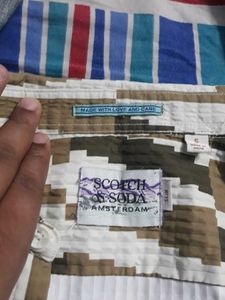 MADE WITH LOVE AND CARE
SCOTCH
& SODA
AMSTERDAM